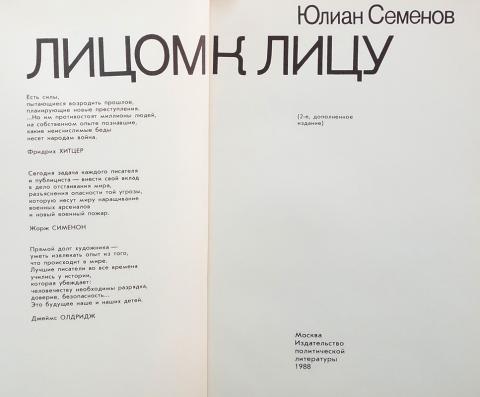 Юлиан Семенов
ЛИЦОМ К ЛИЦУ
Есть силы,
пытающиеся возродить прошлое,
планирующие новые преступления.
...Но им противостоят миллионы людей,
на собственном опыте познавшие,
какие неисчислимые беды
несет народам война.
Фридрих ХИТЦЕР
Сегодня задача каждого писателя
и публициста — внести свой вклад
в дело отстаивания мира,
разъяснения опасности той угрозы,
которую несут миру наращивание
военных арсеналов
и новый военный пожар.
Жорж СИМЕНОН
Прямой долг художника —
уметь извлекать опыт из того,
что происходит в мире.
Лучшие писатели во все времена
учились у истории,
которая убеждает:
человечеству необходимы разрядка,
доверие, безопасность...
Это будущее наше и наших детей.
Джеймс ОЛДРИДЖ
(2-е, дополненное
издание)
Москва
Издательство
политической
литературы
1988